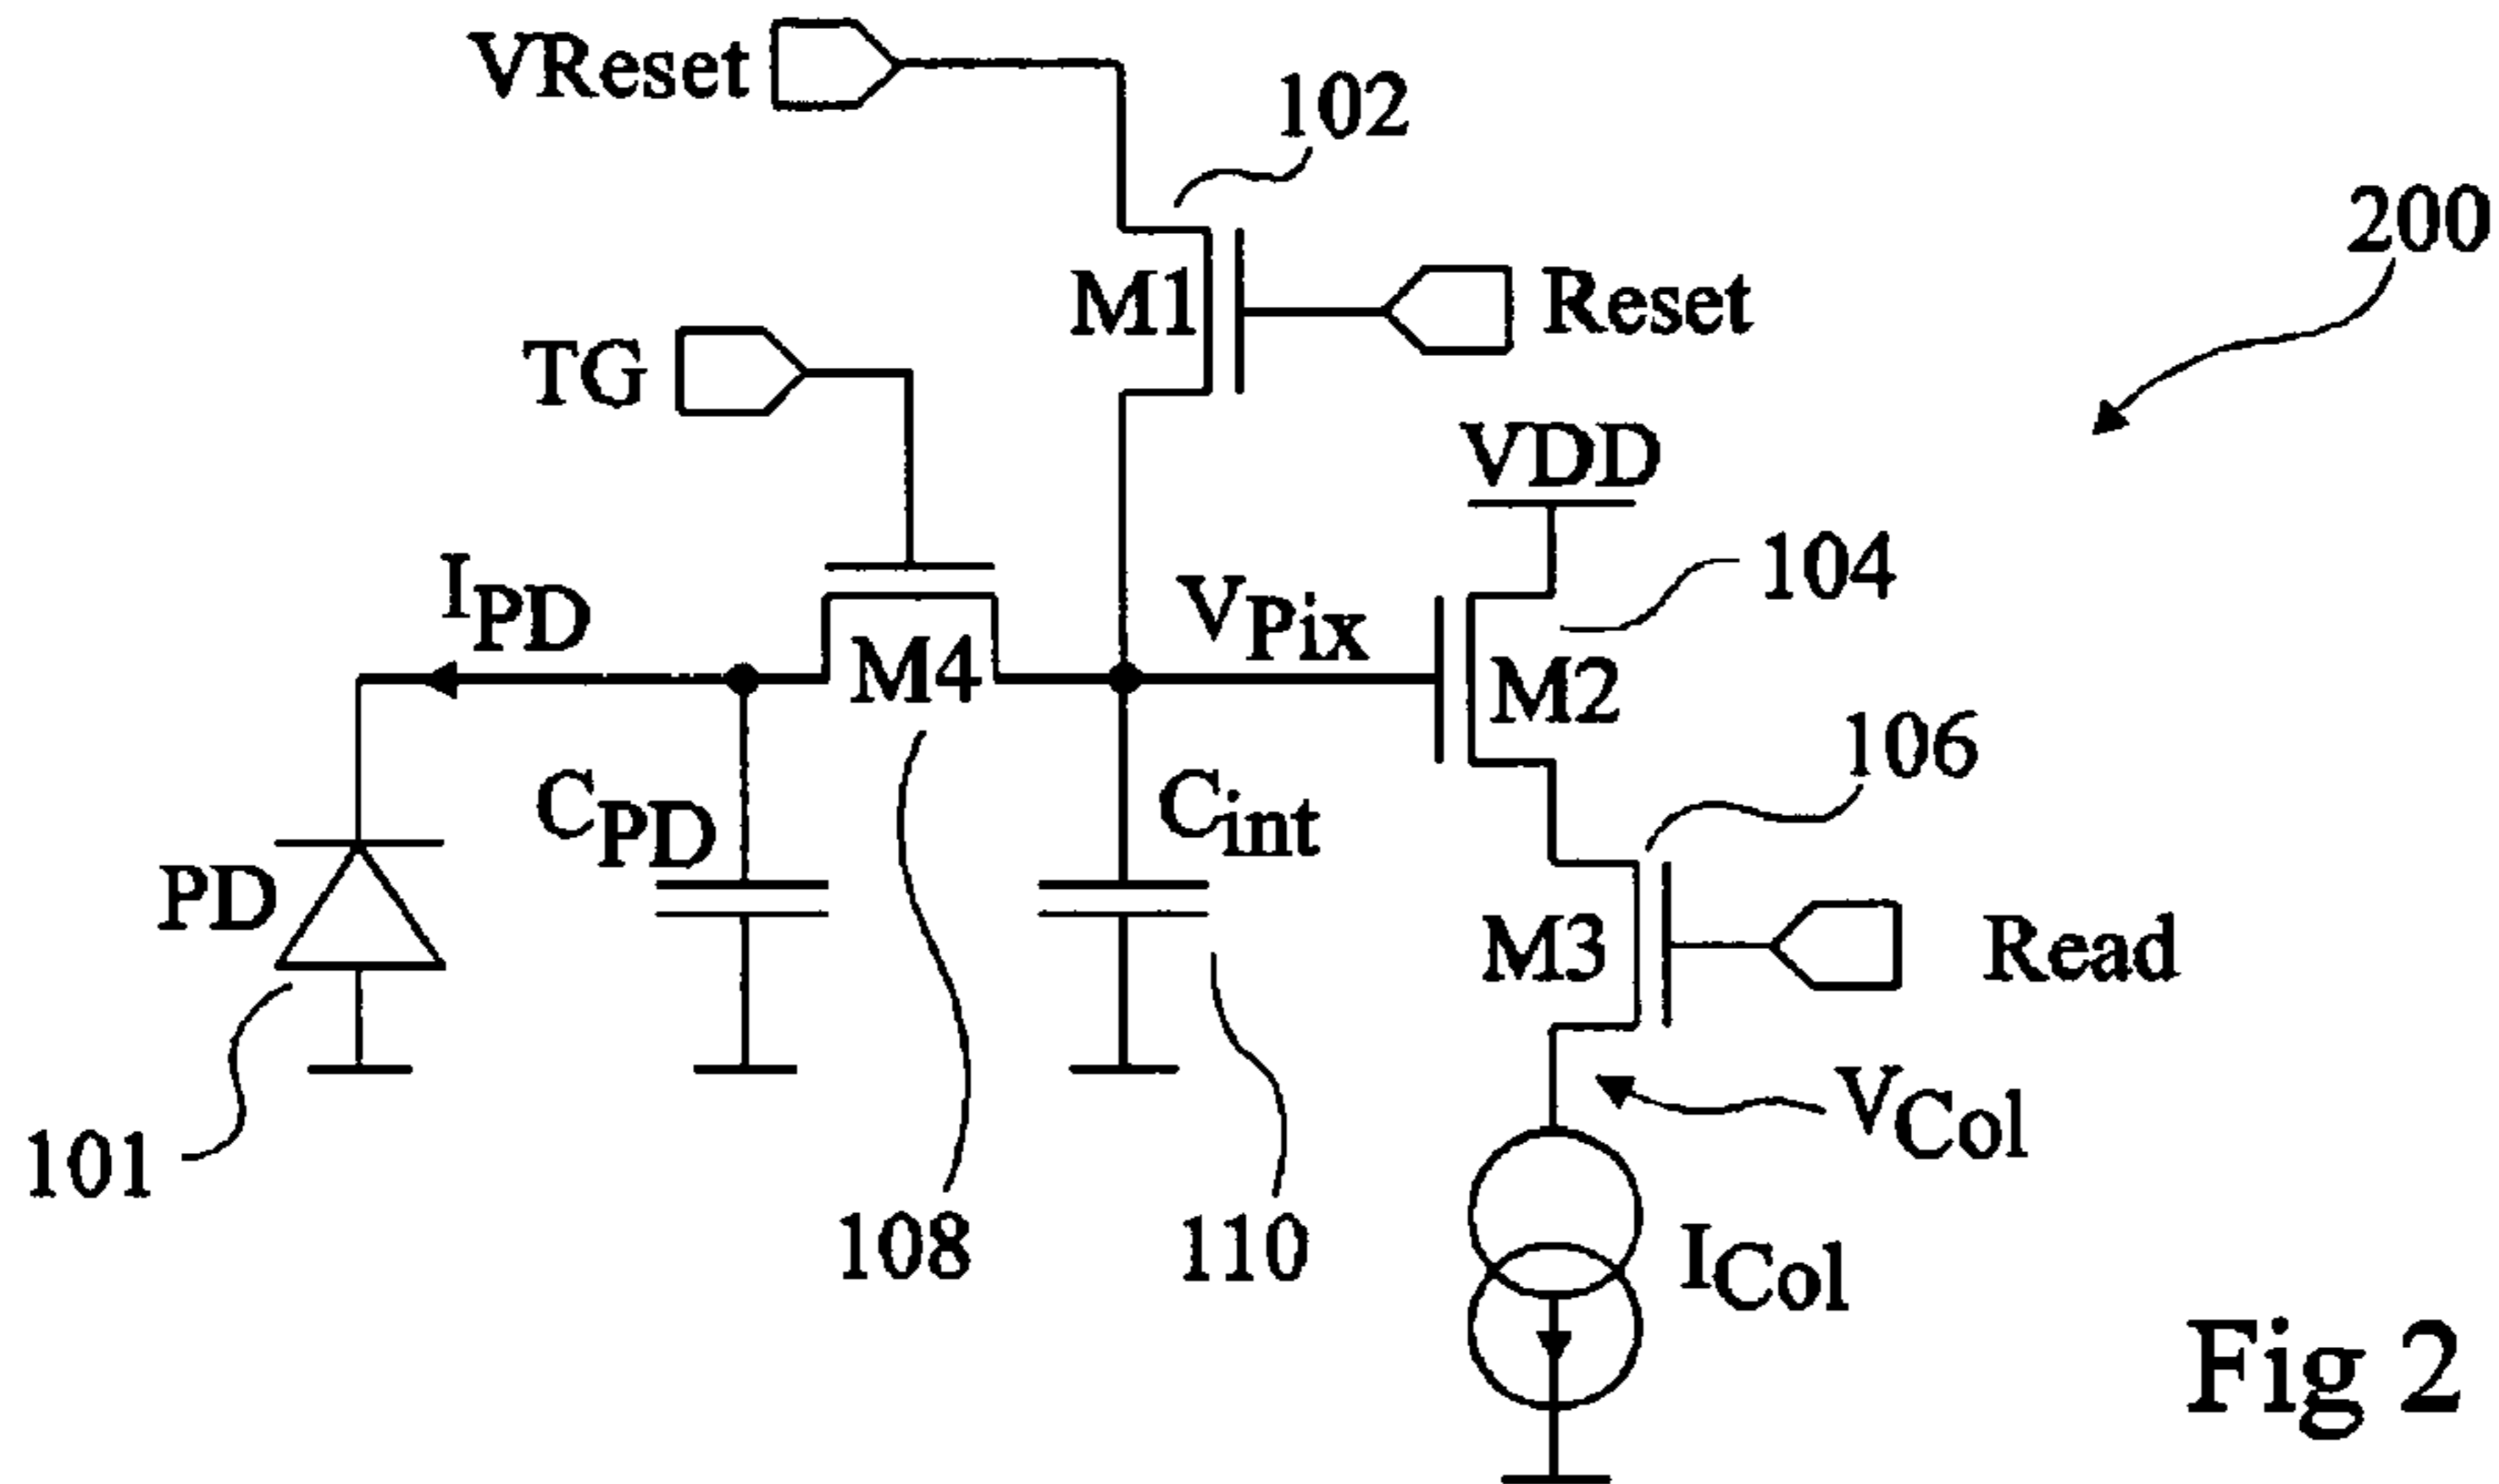 VReset
102
200
M1
Reset
TG
VDD
104
IPD
VPix
M4
M2
106
CPD
Cint
PD
M3
Read
VCol
101
108
110
ICol
Fig 2